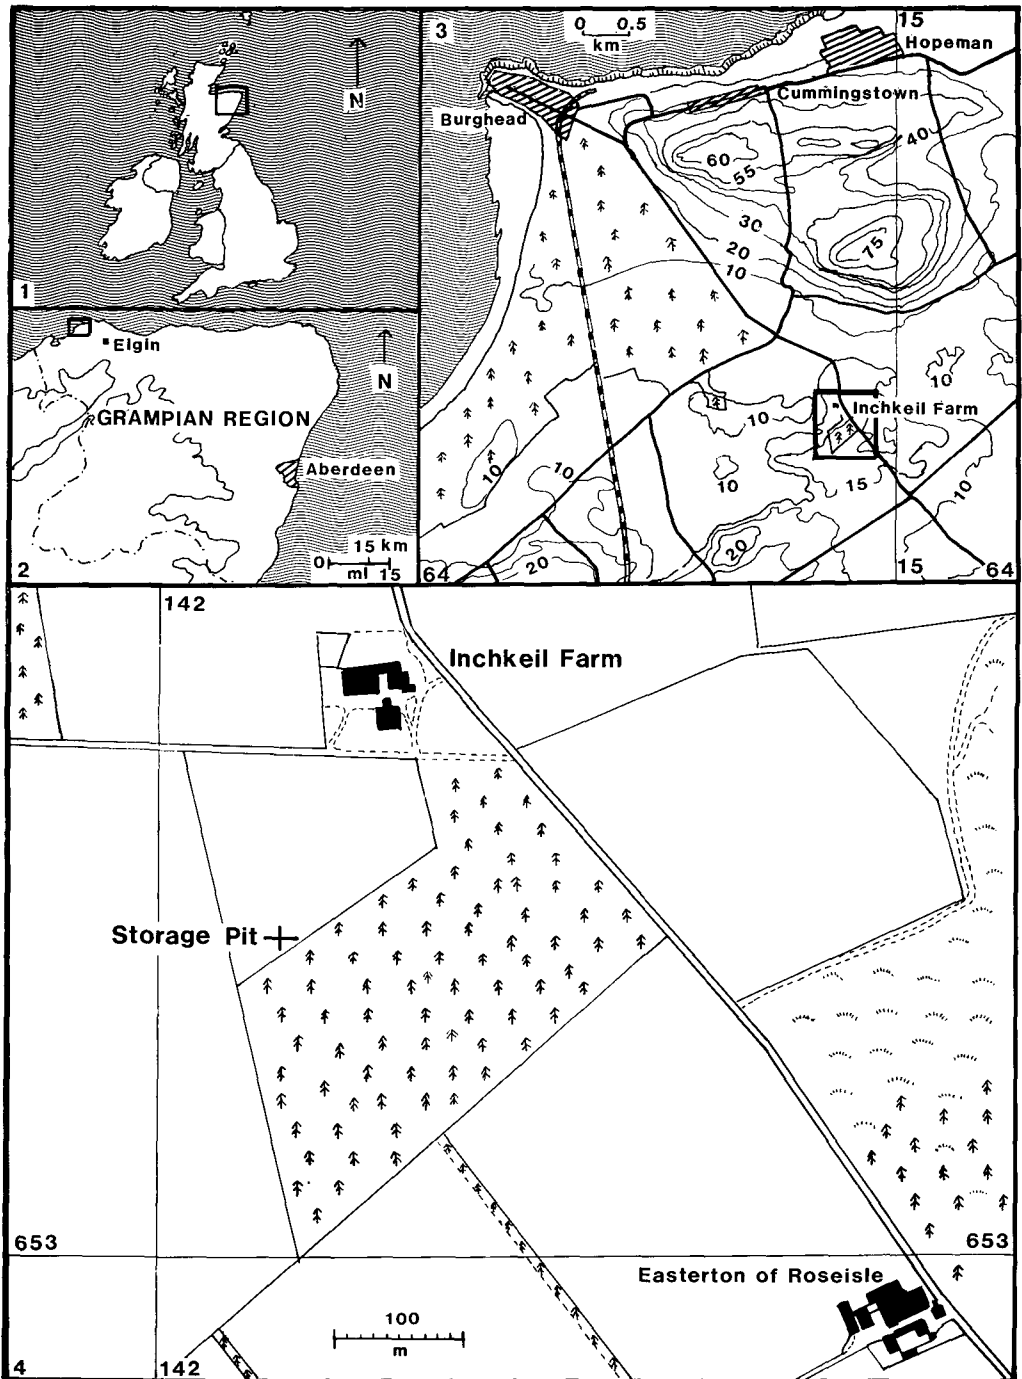 N
1
Elgin
N
GRAMPIAN REGION
Aberdeen
15 km
0
ml 15
2
3
0 0.5
km
15
Hopeman
Cummingstown
Burghead
40
60
55
30
20
10
75
10
Inchkeil Farm
10
10
10
10
15
10
20
20
64
15
64
142
Inchkeil Farm
Storage Pit
653
653
Easterton of Roseisle
100
m
4
142